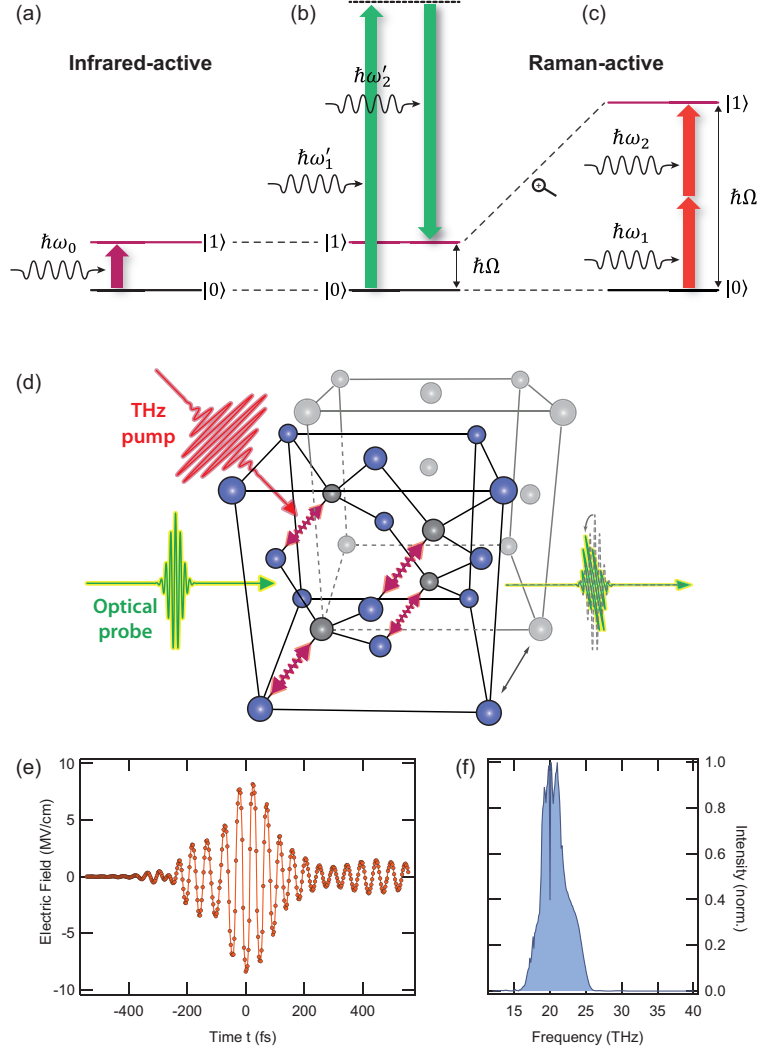 (a)
(b)
(c)
Infrared-active
Raman-active
ℏω′₂
|1⟩
ℏω₂
ℏω′₁
ℏΩ
ℏω₀
|1⟩
|1⟩
ℏΩ
ℏω₁
|0⟩
|0⟩
|0⟩
(d)
THz
pump
Optical
probe
(e)
(f)
10
5
0
-5
-10
Electric Field (MV/cm)
-400
-200
0
200
400
Time t (fs)
1.0
0.8
0.6
0.4
0.2
0.0
Intensity (norm.)
15
20
25
30
35
40
Frequency (THz)